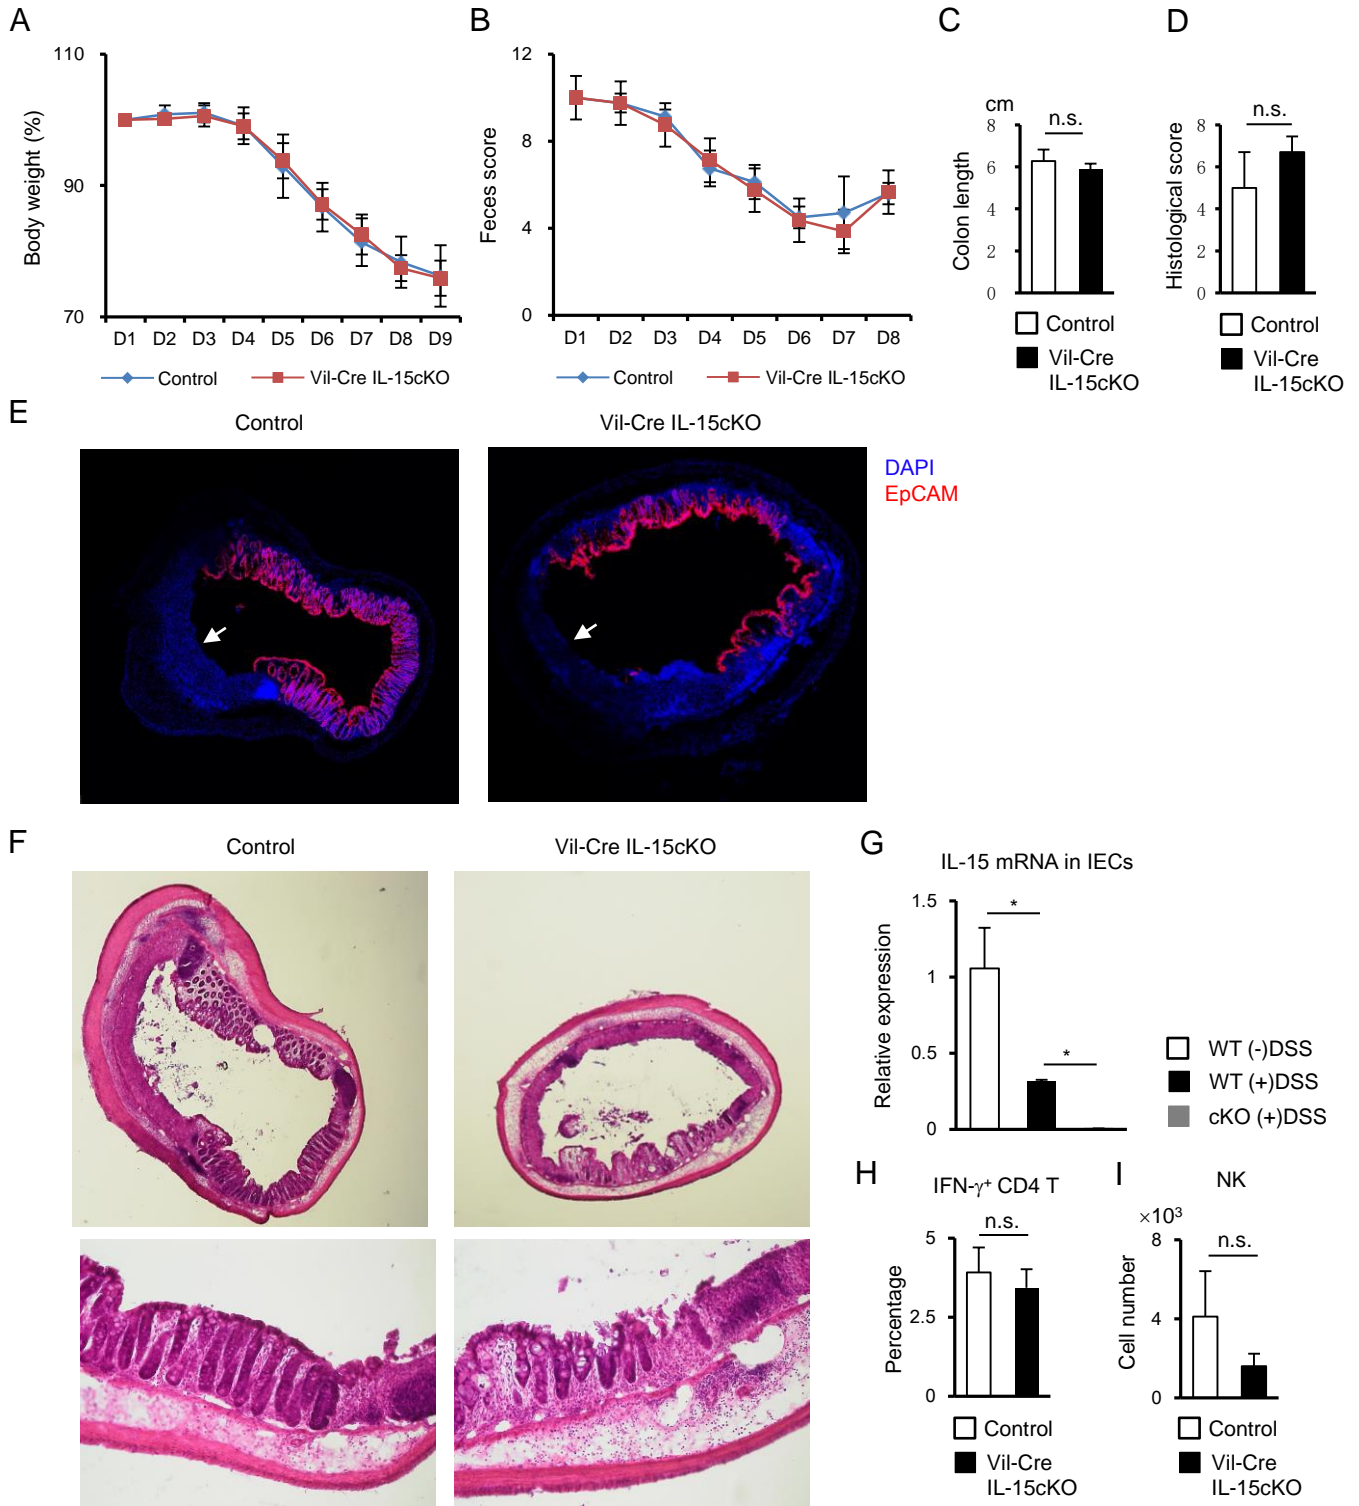 A
110
90
70
Body weight (%)
D1 D2 D3 D4 D5 D6 D7 D8 D9
Control Vil-Cre IL-15cKO
B
12
8
4
0
Feces score
D1 D2 D3 D4 D5 D6 D7 D8
Control Vil-Cre IL-15cKO
C
cm
n.s.
8
6
4
2
0
Colon length
Control
Vil-Cre
IL-15cKO
D
n.s.
8
6
4
2
0
Histological score
Control
Vil-Cre
IL-15cKO
E
Control Vil-Cre IL-15cKO
DAPI
EpCAM
F
Control Vil-Cre IL-15cKO
G
IL-15 mRNA in IECs
1.5
1
0.5
0
Relative expression
*
*
WT (-)DSS
WT (+)DSS
cKO (+)DSS
H
IFN-γ⁺ CD4 T
n.s.
5
2.5
0
Percentage
Control
Vil-Cre
IL-15cKO
I
NK
×10³
n.s.
8
4
0
Cell number
Control
Vil-Cre
IL-15cKO